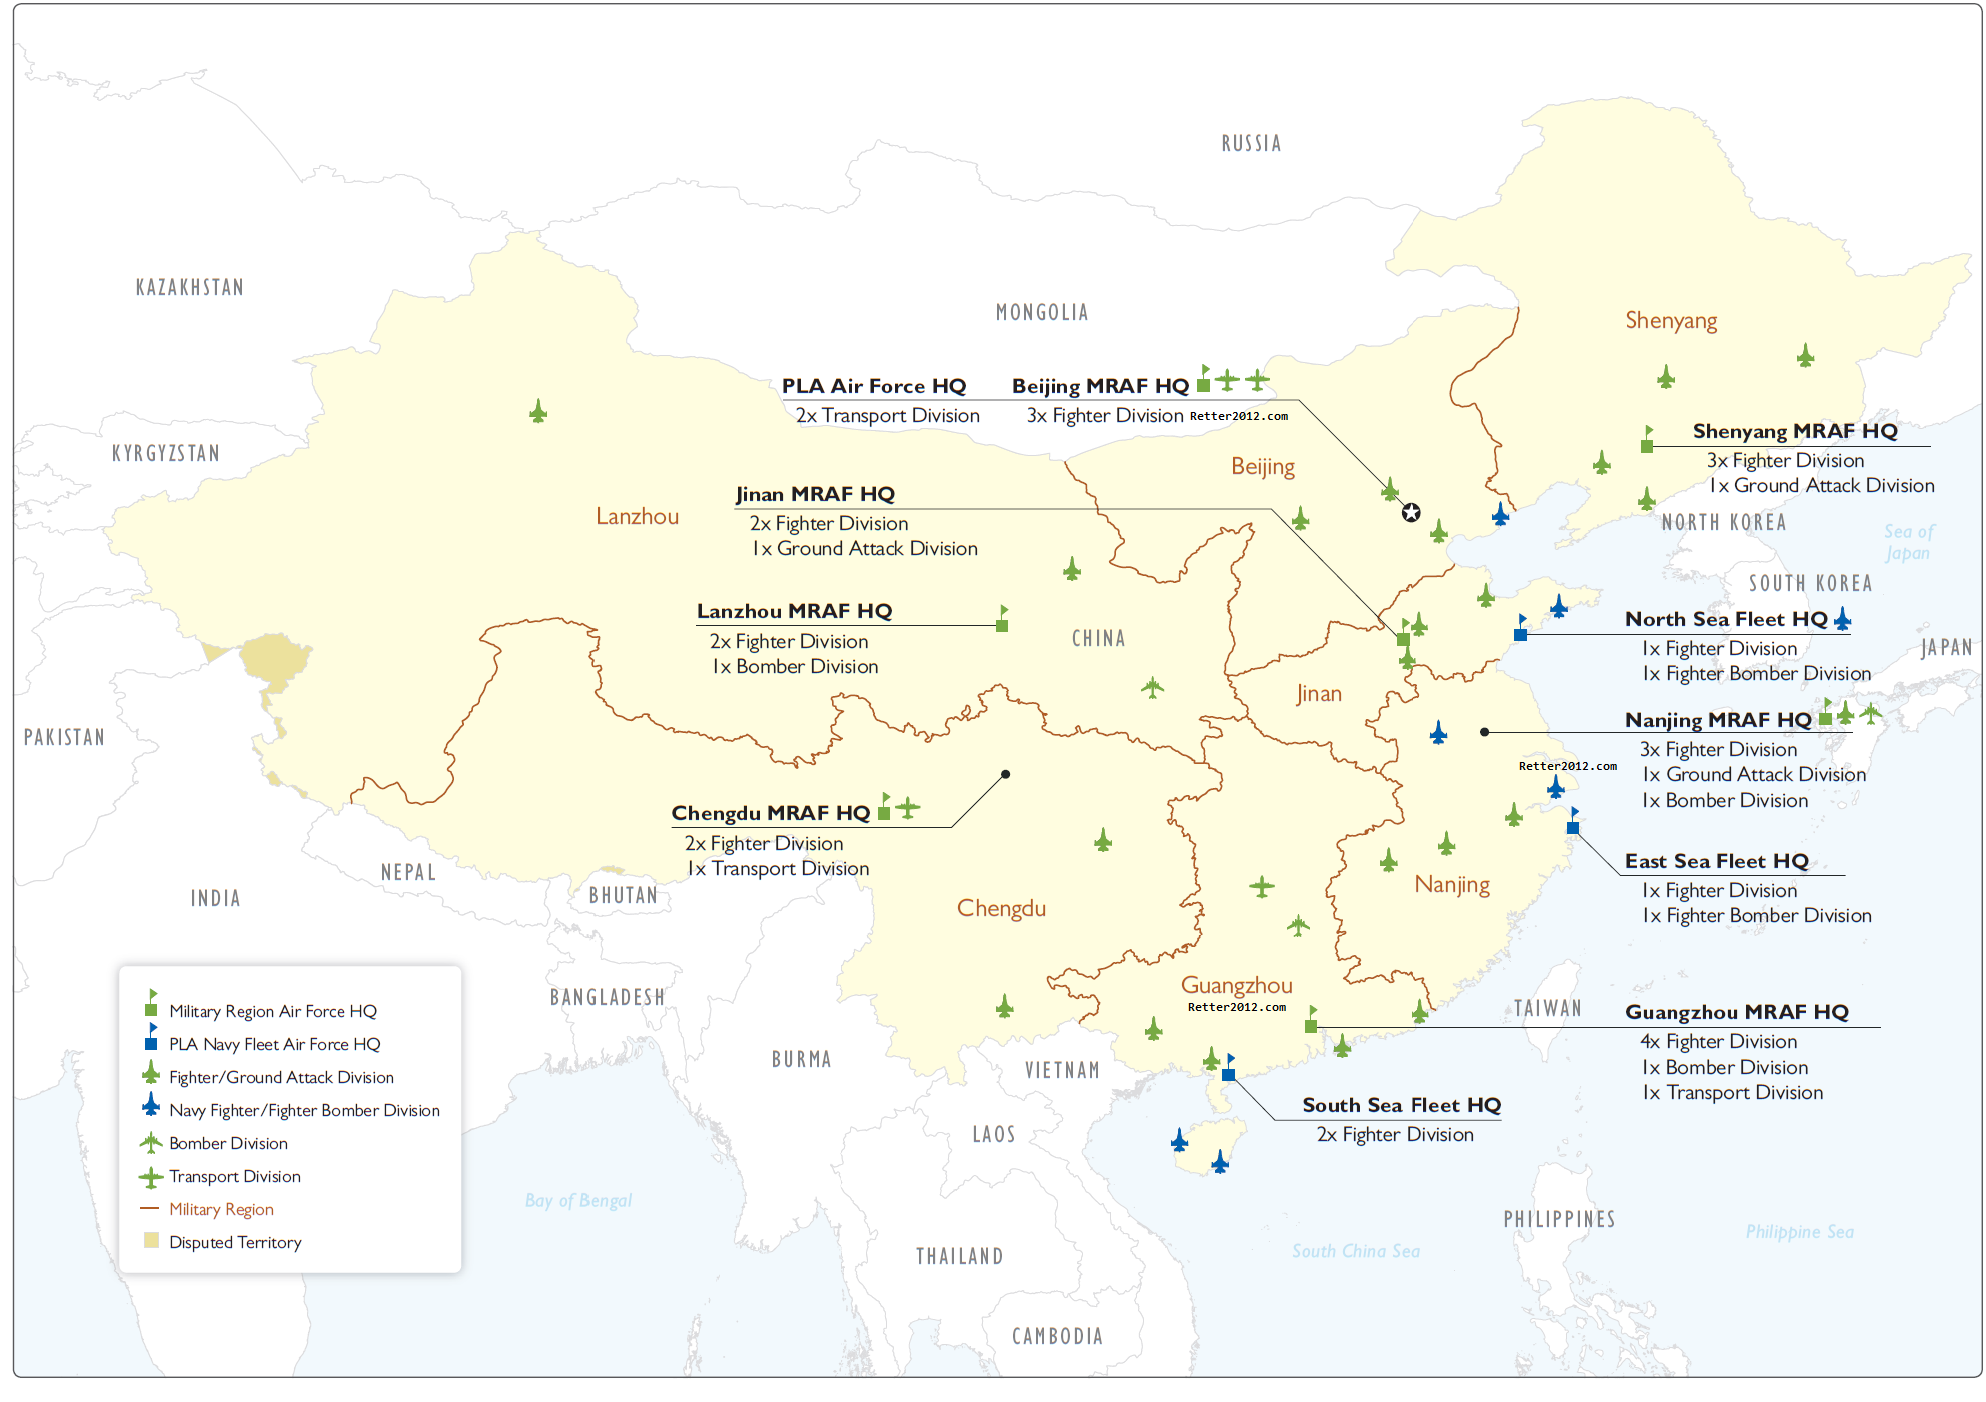 RUSSIA
KAZAKHSTAN
MONGOLIA
Shenyang
PLA Air Force HQ
2x Transport Division
Beijing MRAF HQ
3x Fighter Division
Retter2012.com
KYRGYZSTAN
Beijing
Shenyang MRAF HQ
3x Fighter Division
1x Ground Attack Division
Jinan MRAF HQ
2x Fighter Division
1x Ground Attack Division
Lanzhou
NORTH KOREA
Sea of
Japan
SOUTH KOREA
Lanzhou MRAF HQ
2x Fighter Division
1x Bomber Division
CHINA
North Sea Fleet HQ
1x Fighter Division
1x Fighter Bomber Division
JAPAN
Jinan
PAKISTAN
Nanjing MRAF HQ
3x Fighter Division
1x Ground Attack Division
1x Bomber Division
Retter2012.com
Chengdu MRAF HQ
2x Fighter Division
1x Transport Division
NEPAL
BHUTAN
INDIA
East Sea Fleet HQ
1x Fighter Division
1x Fighter Bomber Division
Nanjing
Chengdu
Guangzhou
Retter2012.com
BANGLADESH
TAIWAN
Guangzhou MRAF HQ
4x Fighter Division
1x Bomber Division
1x Transport Division
BURMA
VIETNAM
South Sea Fleet HQ
2x Fighter Division
LAOS
Military Region Air Force HQ
PLA Navy Fleet Air Force HQ
Fighter/Ground Attack Division
Navy Fighter/Fighter Bomber Division
Bomber Division
Transport Division
Military Region
Disputed Territory
Bay of Bengal
THAILAND
South China Sea
PHILIPPINES
Philippine Sea
CAMBODIA